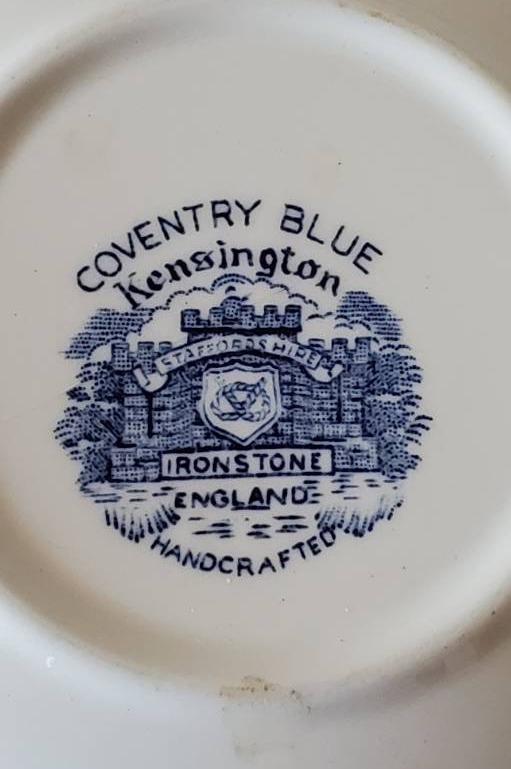 COVENTRY BLUE
Kensington
STAFFORDSHIRE
IRONSTONE
ENGLAND
HANDCRAFTED